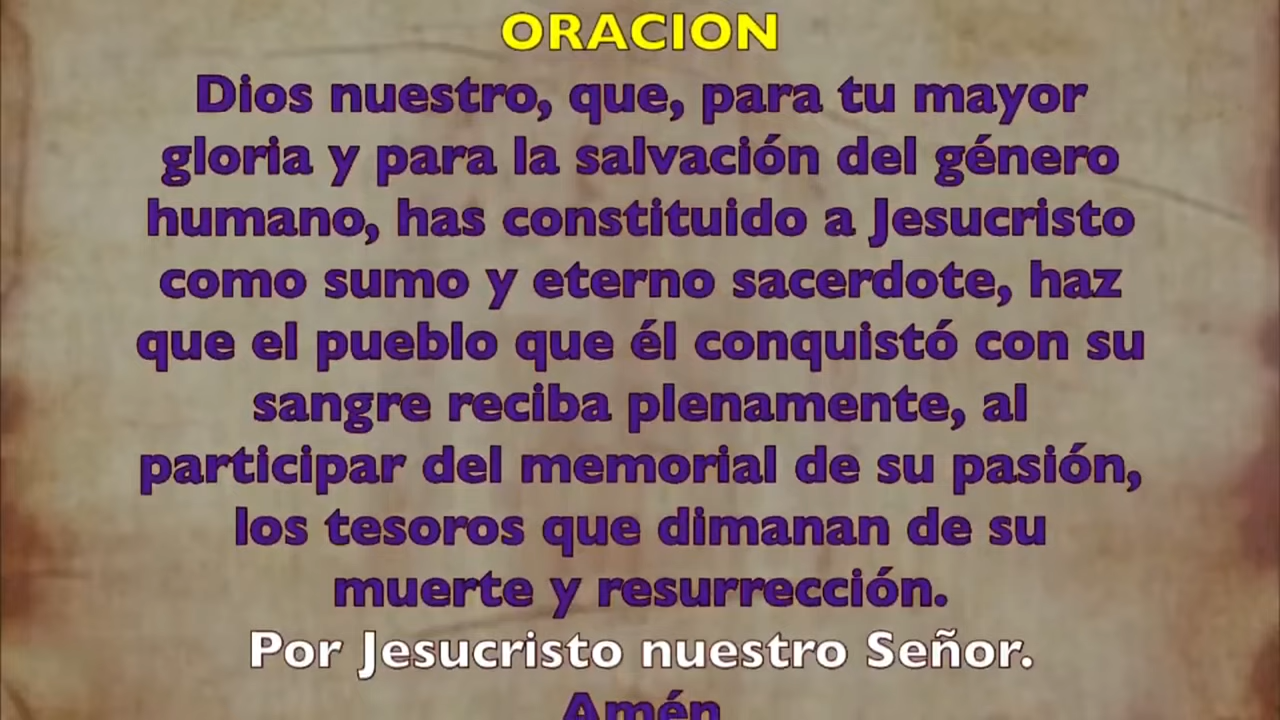 ORACION
Dios nuestro, que, para tu mayor
gloria y para la salvación del género
humano, has constituido a Jesucristo
como sumo y eterno sacerdote, haz
que el pueblo que él conquistó con su
sangre reciba plenamente, al
participar del memorial de su pasión,
los tesoros que dimanan de su
muerte y resurrección.
Por Jesucristo nuestro Señor.
Amén